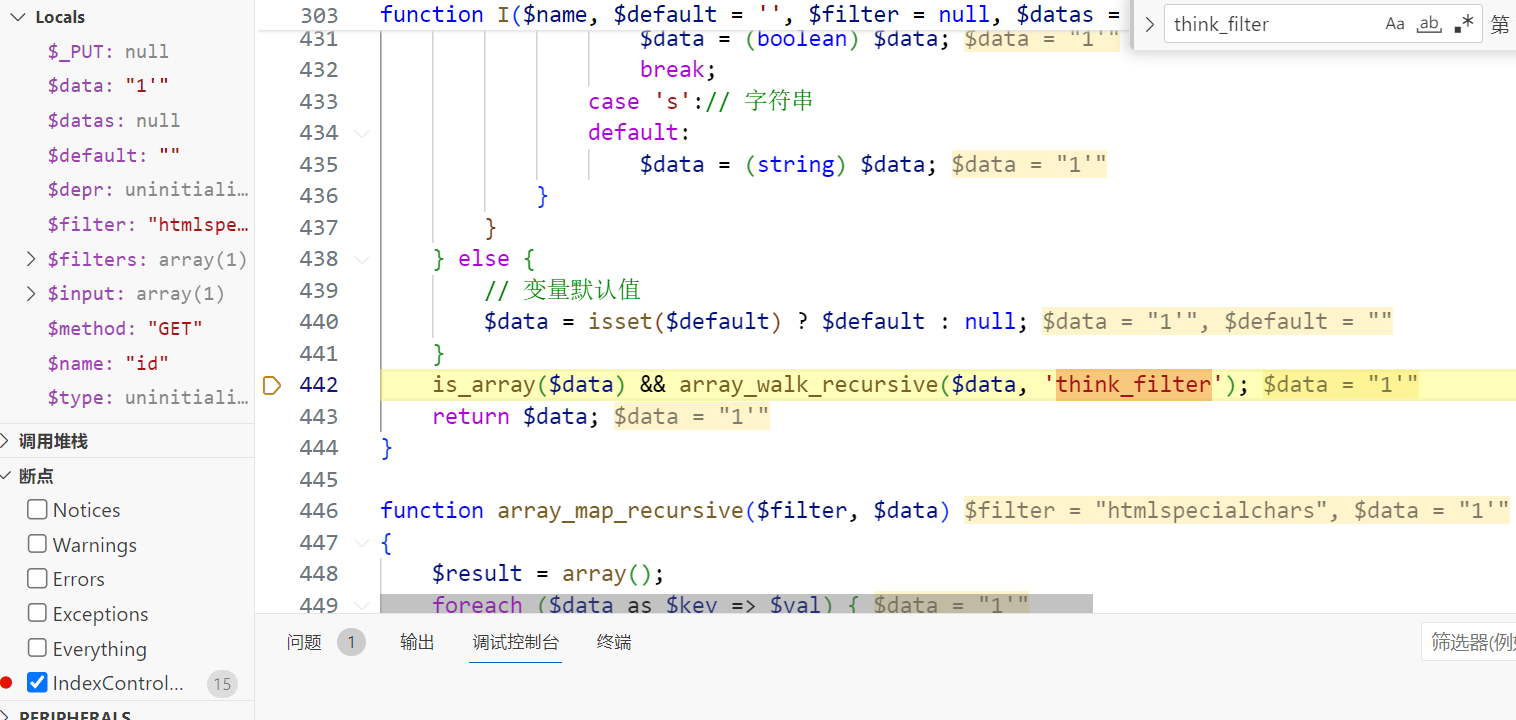 Locals
$_PUT: null
$data: "1'"
$datas: null
$default: ""
$depr: uninitiali…
$filter: "htmlspe…
$filters: array(1)
$input: array(1)
$method: "GET"
$name: "id"
$type: uninitiali…
调用堆栈
断点
Notices
Warnings
Errors
Exceptions
Everything
IndexControl… 15
PERIPHERALS
303 function I($name, $default = '', $filter = null, $datas =
think_filter Aa ab .* 第
431 $data = (boolean) $data; $data = "1'"
432 break;
433 case 's':// 字符串
434 default:
435 $data = (string) $data; $data = "1'"
436 }
437 }
438 } else {
439 // 变量默认值
440 $data = isset($default) ? $default : null; $data = "1'", $default = ""
441 }
442 is_array($data) && array_walk_recursive($data, 'think_filter'); $data = "1'"
443 return $data; $data = "1'"
444 }
445
446 function array_map_recursive($filter, $data) $filter = "htmlspecialchars", $data = "1'"
447 {
448 $result = array();
449 foreach ($data as $key => $val) { $data = "1'"
问题 1 输出 调试控制台 终端
筛选器(例如